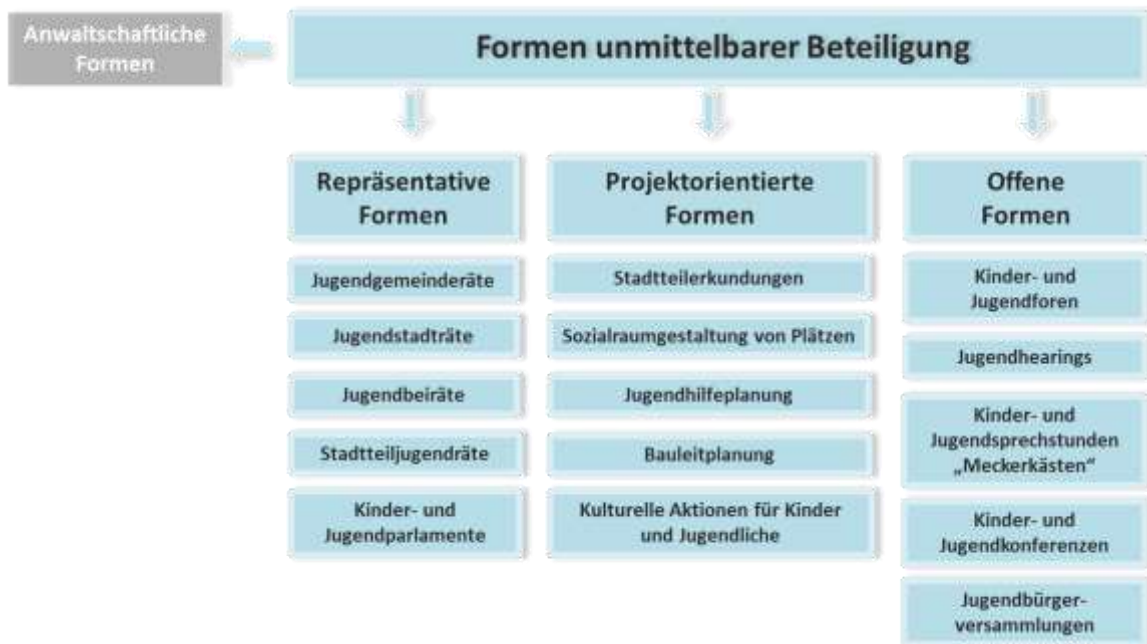 Anwaltschaftliche
Formen
Formen unmittelbarer Beteiligung
Repräsentative
Formen
Jugendgemeinderäte
Jugendstadträte
Jugendbeiräte
Stadtteiljugendräte
Kinder- und
Jugendparlamente
Projektorientierte
Formen
Stadtteilerkundungen
Sozialraumgestaltung von Plätzen
Jugendhilfeplanung
Bauleitplanung
Kulturelle Aktionen für Kinder
und Jugendliche
Offene
Formen
Kinder- und
Jugendforen
Jugendhearings
Kinder- und
Jugendsprechstunden
„Meckerkästen“
Kinder- und
Jugendkonferenzen
Jugendbürger-
versammlungen